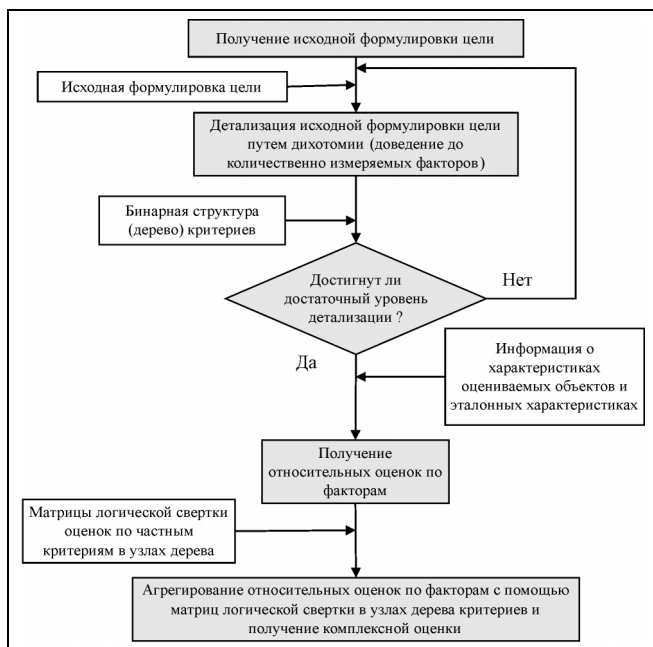 Получение исходной формулировки цели
Исходная формулировка цели
Детализация исходной формулировки цели
путем дихотомии (доведение до
количественно измеряемых факторов)
Бинарная структура
(дерево) критериев
Достигнут ли
достаточный уровень
детализации ?
Нет
Да
Информация о
характеристиках
оцениваемых объектов и
эталонных характеристиках
Получение
относительных оценок по
факторам
Матрицы логической свертки
оценок по частным
критериям в узлах дерева
Агрегирование относительных оценок по факторам с помощью
матриц логической свертки в узлах дерева критериев и
получение комплексной оценки